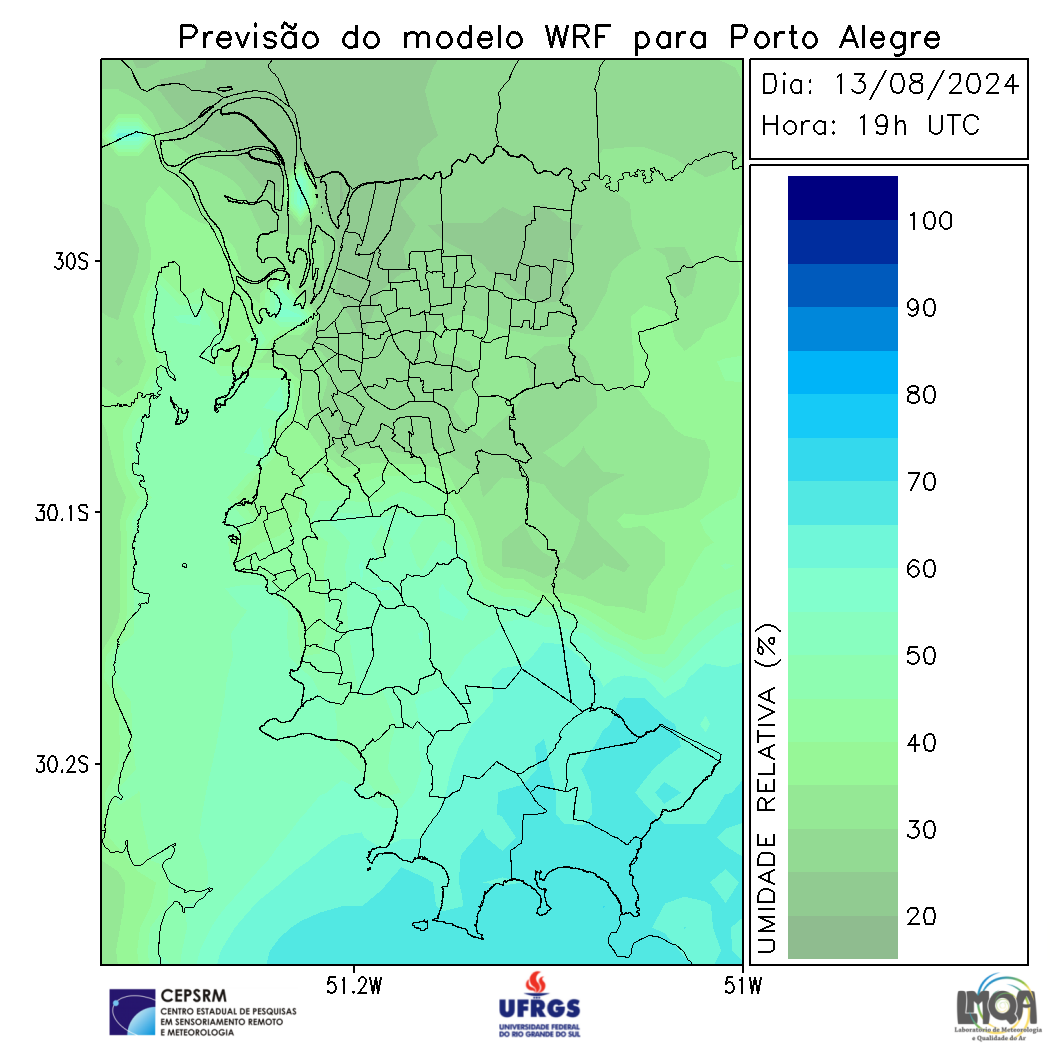 Previsão do modelo WRF para Porto Alegre
Dia: 13/08/2024
Hora: 19h UTC
30S
30.1S
30.2S
51.2W
51W
UMIDADE RELATIVA (%)
100
90
80
70
60
50
40
30
20
CEPSRM
CENTRO ESTADUAL DE PESQUISAS
EM SENSORIAMENTO REMOTO
E METEOROLOGIA
UFRGS
UNIVERSIDADE FEDERAL
DO RIO GRANDE DO SUL
LMQA
Laboratório de Meteorologia
e Qualidade do Ar